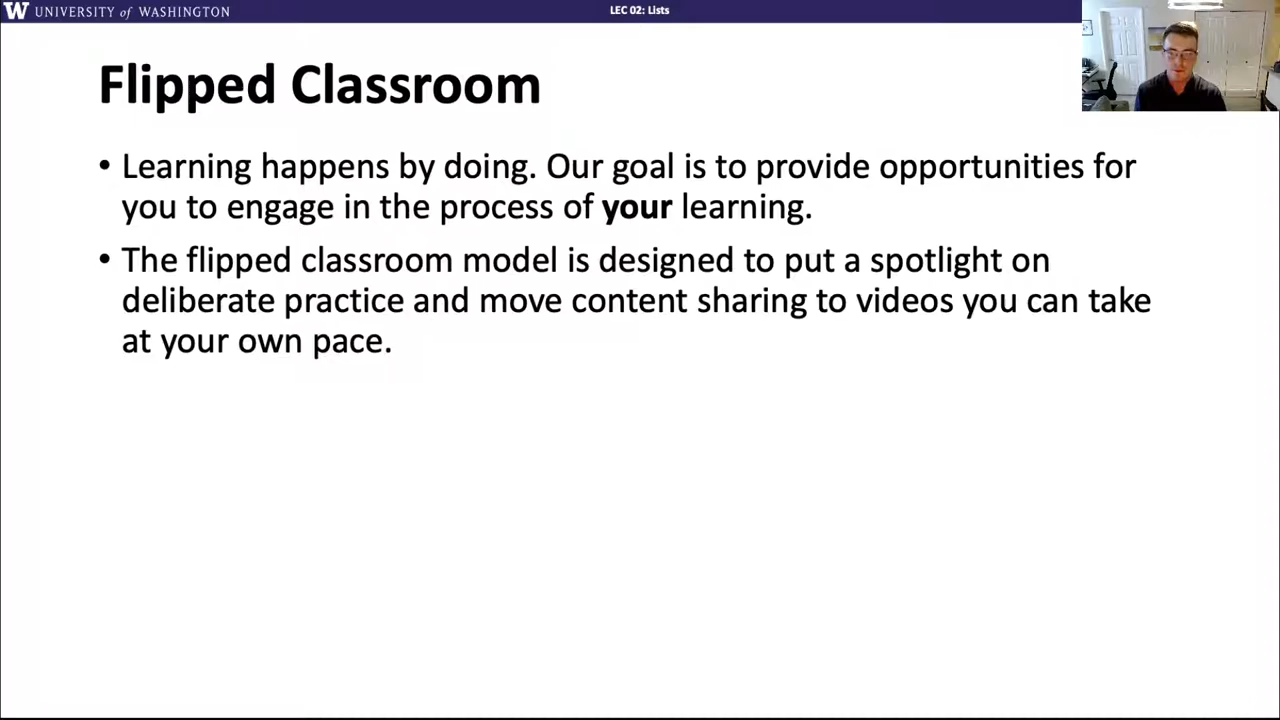 W UNIVERSITY of WASHINGTON
LEC 02: Lists
Flipped Classroom
• Learning happens by doing. Our goal is to provide opportunities for
you to engage in the process of your learning.
• The flipped classroom model is designed to put a spotlight on
deliberate practice and move content sharing to videos you can take
at your own pace.